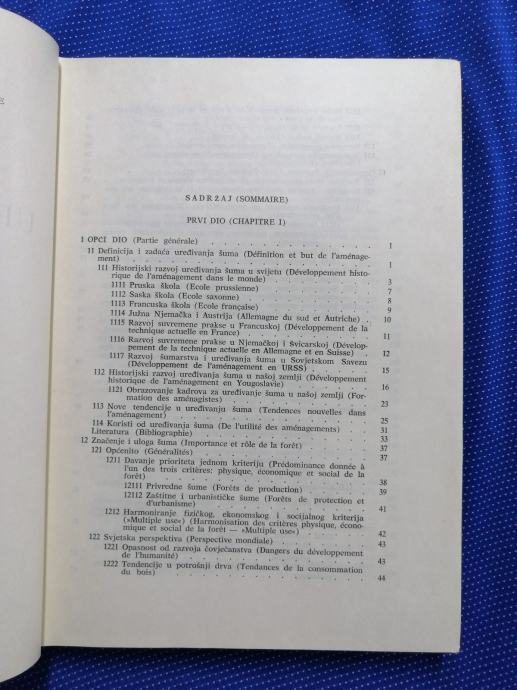 E
SADRŽAJ (SOMMAIRE)
PRVI DIO (CHAPITRE I)
1 OPĆI DIO (Partie générale) . . . . . . . . . . 1
11 Definicija i zadaća uređivanja šuma (Définition et but de l'aménage-
ment) . . . . . . . . . . 1
111 Historijski razvoj uređivanja šuma u svijetu (Développement histo-
rique de l'aménagement dans le monde) . . . . . 3
1111 Pruska škola (Ecole prussienne) . . . . . . 7
1112 Saska škola (Ecole saxonne) . . . . . . 8
1113 Francuska škola (Ecole française) . . . . . . 9
1114 Južna Njemačka i Austrija (Allemagne du sud et Autriche) . 10
1115 Razvoj suvremene prakse u Francuskoj (Développement de la
technique actuelle en France) . . . . . . 11
1116 Razvoj suvremene prakse u Njemačkoj i Švicarskoj (Dévelop-
pement de la technique actuelle en Allemagne et en Suisse) . 12
1117 Razvoj šumarstva i uređivanja šuma u Sovjetskom Savezu
(Développement de l'aménagement en URSS) . . . . 15
112 Historijski razvoj uređivanja šuma u našoj zemlji (Développement
historique de l'aménagement en Yougoslavie) . . . . 16
1121 Obrazovanje kadrova za uređivanje šuma u našoj zemlji (For-
mation des aménagistes) . . . . . . 23
113 Nove tendencije u uređivanju šuma (Tendences nouvelles dans
l'aménagement) . . . . . . 25
114 Koristi od uređivanja šuma (De l'utilité des aménagements) . . 31
Literatura (Bibliographie) . . . . . . 33
12 Značenje i uloga šuma (Importance et rôle de la forêt) . . . 37
121 Općenito (Généralités) . . . . . . 37
1211 Davanje prioriteta jednom kriteriju (Prédominance donnée à
l'un des trois critères: physique, économique et social de la
forêt) . . . . . . 38
12111 Privredne šume (Forêts de production) . . . . 39
12112 Zaštitne i urbanističke šume (Forêts de protection et
d'urbanisme) . . . . . . 41
1212 Harmoniranje fizičkog, ekonomskog i socijalnog kriterija
(»Multiple use«) (Harmonisation des critères physique, écono-
mique et social de la forêt — »Multiple use«) . . . . 42
122 Svjetska perspektiva (Perspective mondiale) . . . . 43
1221 Opasnost od razvoja čovječanstva (Dangers du développement
de l'humanité) . . . . . . 43
1222 Tendencije u potrošnji drva (Tendances de la consommation
du bois) . . . . . . 44